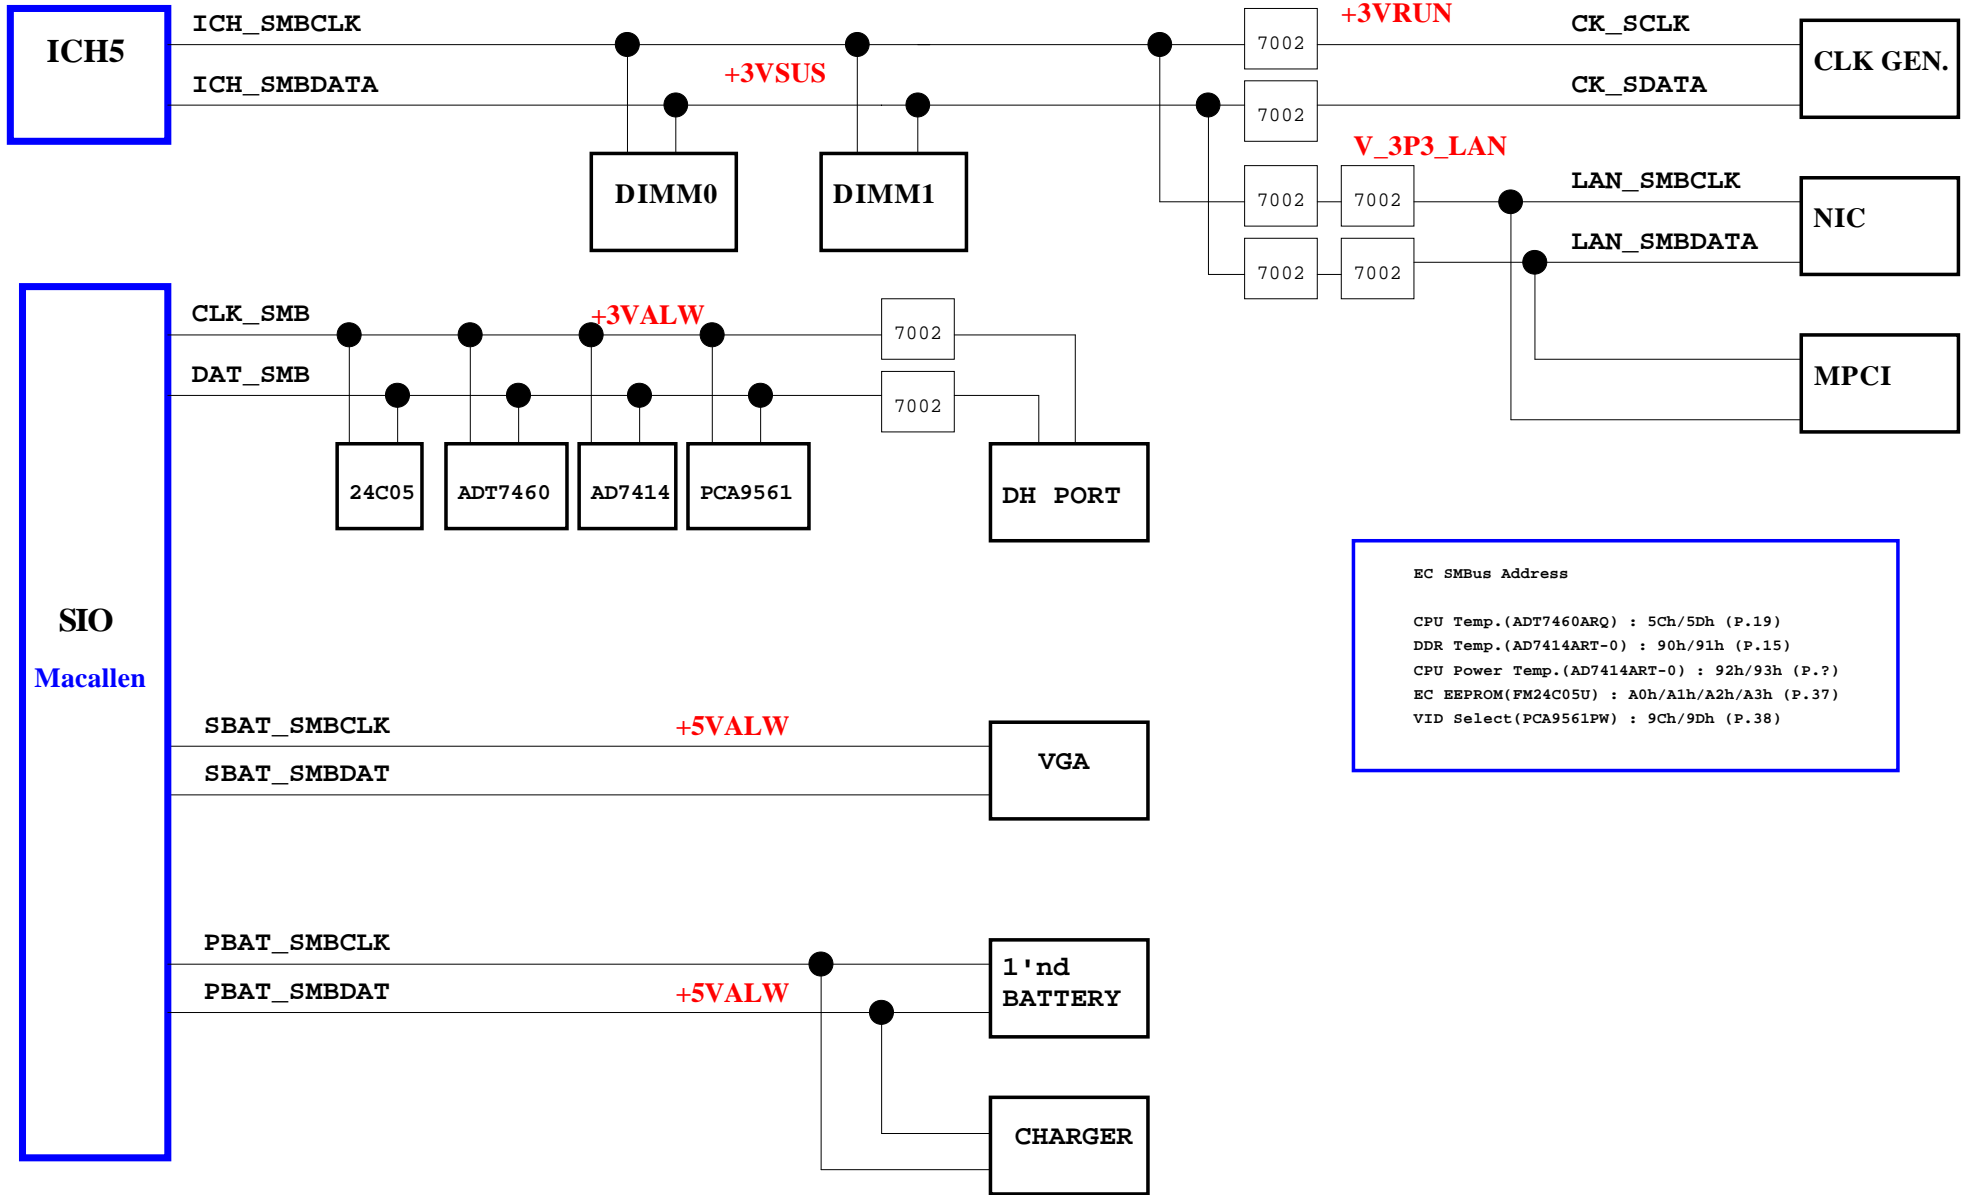 ICH5
ICH_SMBCLK
ICH_SMBDATA
+3VSUS
7002
7002
+3VRUN
CK_SCLK
CK_SDATA
CLK GEN.
DIMM0
DIMM1
V_3P3_LAN
7002
7002
7002
7002
LAN_SMBCLK
LAN_SMBDATA
NIC
MPCI
SIO
Macallen
CLK_SMB
DAT_SMB
+3VALW
7002
7002
24C05
ADT7460
AD7414
PCA9561
DH PORT
EC SMBus Address
CPU Temp.(ADT7460ARQ) : 5Ch/5Dh (P.19)
DDR Temp.(AD7414ART-0) : 90h/91h (P.15)
CPU Power Temp.(AD7414ART-0) : 92h/93h (P.?)
EC EEPROM(FM24C05U) : A0h/A1h/A2h/A3h (P.37)
VID Select(PCA9561PW) : 9Ch/9Dh (P.38)
SBAT_SMBCLK
+5VALW
SBAT_SMBDAT
VGA
PBAT_SMBCLK
PBAT_SMBDAT
+5VALW
1'nd
BATTERY
CHARGER